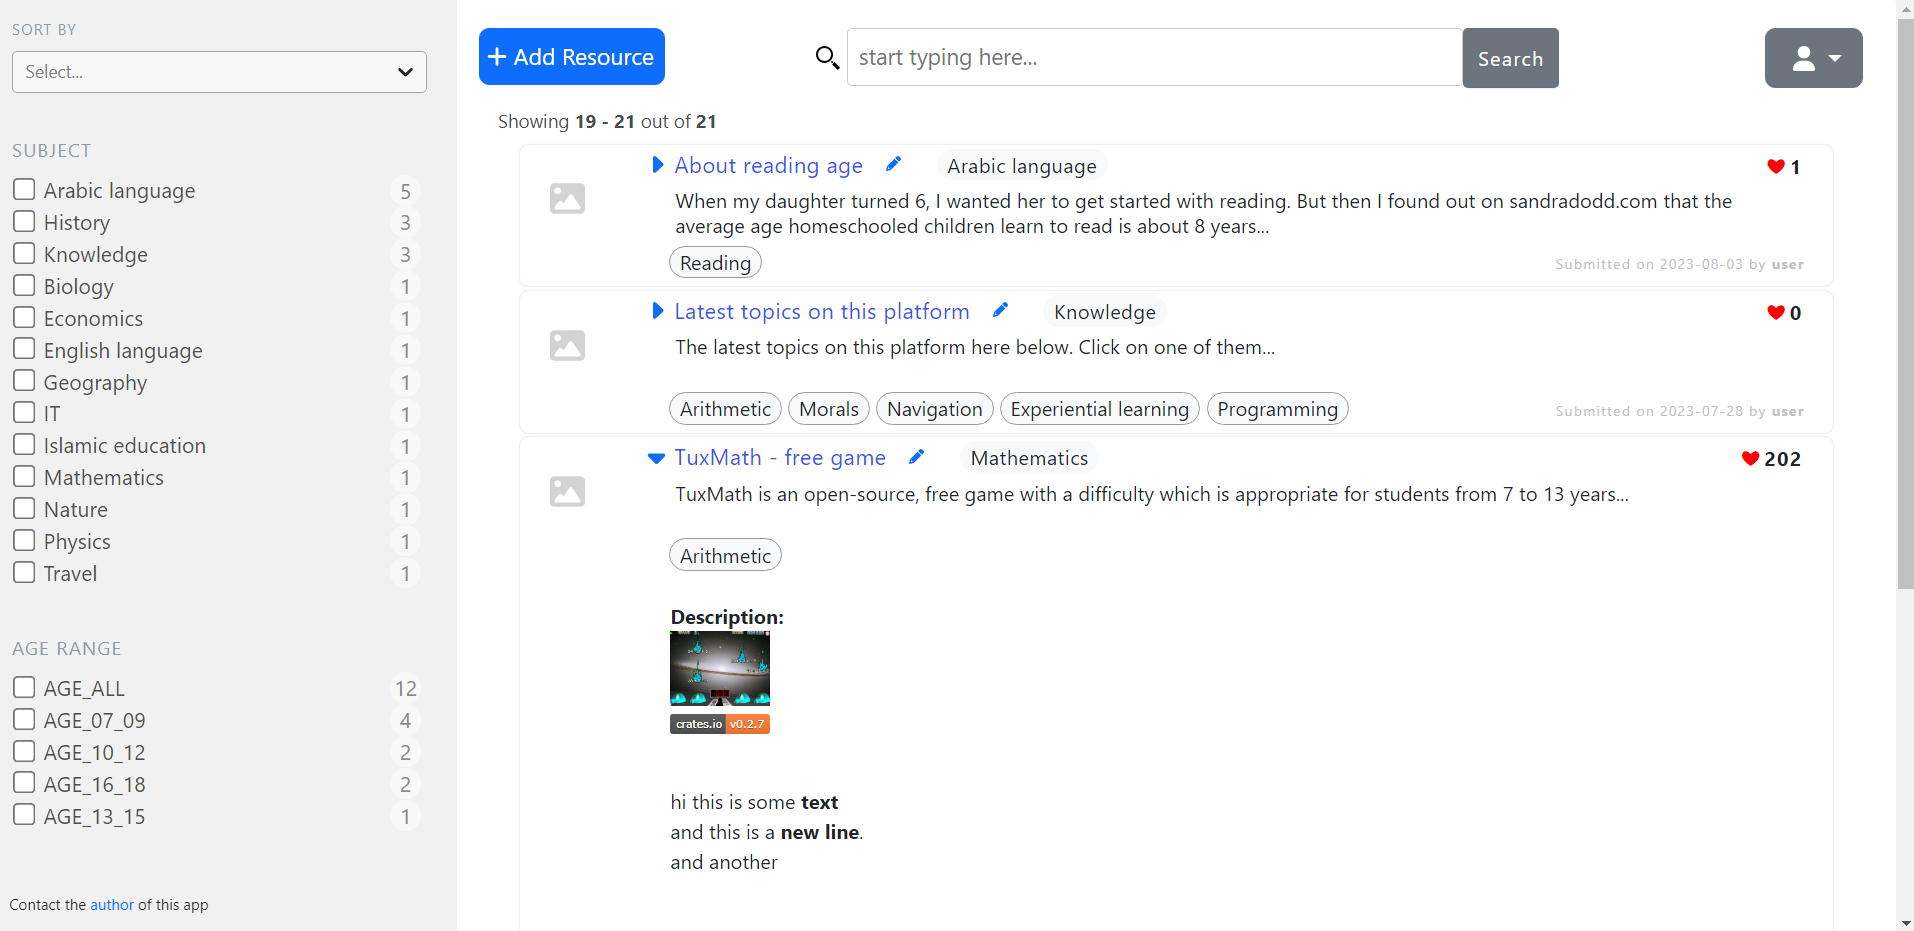 SORT BY
Select...
SUBJECT
Arabic language 5
History 3
Knowledge 3
Biology 1
Economics 1
English language 1
Geography 1
IT 1
Islamic education 1
Mathematics 1
Nature 1
Physics 1
Travel 1
AGE RANGE
AGE_ALL 12
AGE_07_09 4
AGE_10_12 2
AGE_16_18 2
AGE_13_15 1
Contact the author of this app
+ Add Resource
start typing here...
Search
Showing 19 - 21 out of 21
About reading age Arabic language 1
When my daughter turned 6, I wanted her to get started with reading. But then I found out on sandradodd.com that the
average age homeschooled children learn to read is about 8 years...
Reading
Submitted on 2023-08-03 by user
Latest topics on this platform Knowledge 0
The latest topics on this platform here below. Click on one of them...
Arithmetic Morals Navigation Experiential learning Programming
Submitted on 2023-07-28 by user
TuxMath - free game Mathematics 202
TuxMath is an open-source, free game with a difficulty which is appropriate for students from 7 to 13 years...
Arithmetic
Description:
crates.io v0.2.7
hi this is some text
and this is a new line.
and another